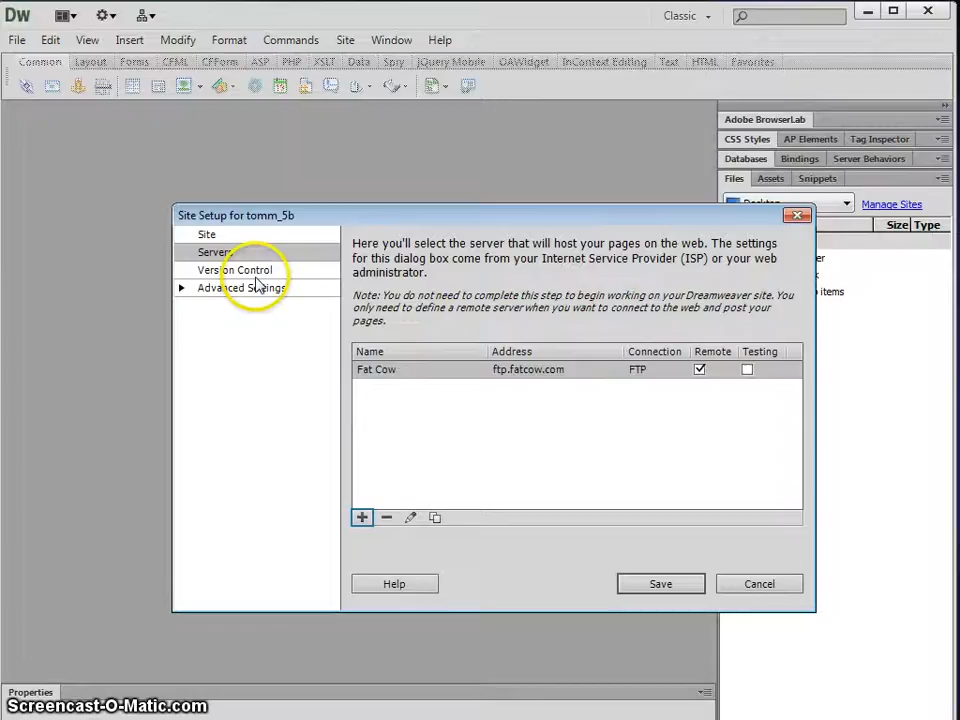 Dw
Classic
File Edit View Insert Modify Format Commands Site Window Help
Common Layout Forms CFML CFForm ASP PHP XSLT Data Spry jQuery Mobile OAWidget InContext Editing Text HTML Favorites
Adobe BrowserLab
CSS Styles AP Elements Tag Inspector
Databases Bindings Server Behaviors
Files Assets Snippets
Desktop Manage Sites
Size Type
items
Site Setup for tomm_5b
Site
Servers
Version Control
Advanced Settings
Here you'll select the server that will host your pages on the web. The settings
for this dialog box come from your Internet Service Provider (ISP) or your web
administrator.
Note: You do not need to complete this step to begin working on your Dreamweaver site. You
only need to define a remote server when you want to connect to the web and post your
pages.
Name Address Connection Remote Testing
Fat Cow ftp.fatcow.com FTP
Help Save Cancel
Properties
Screencast-O-Matic.com